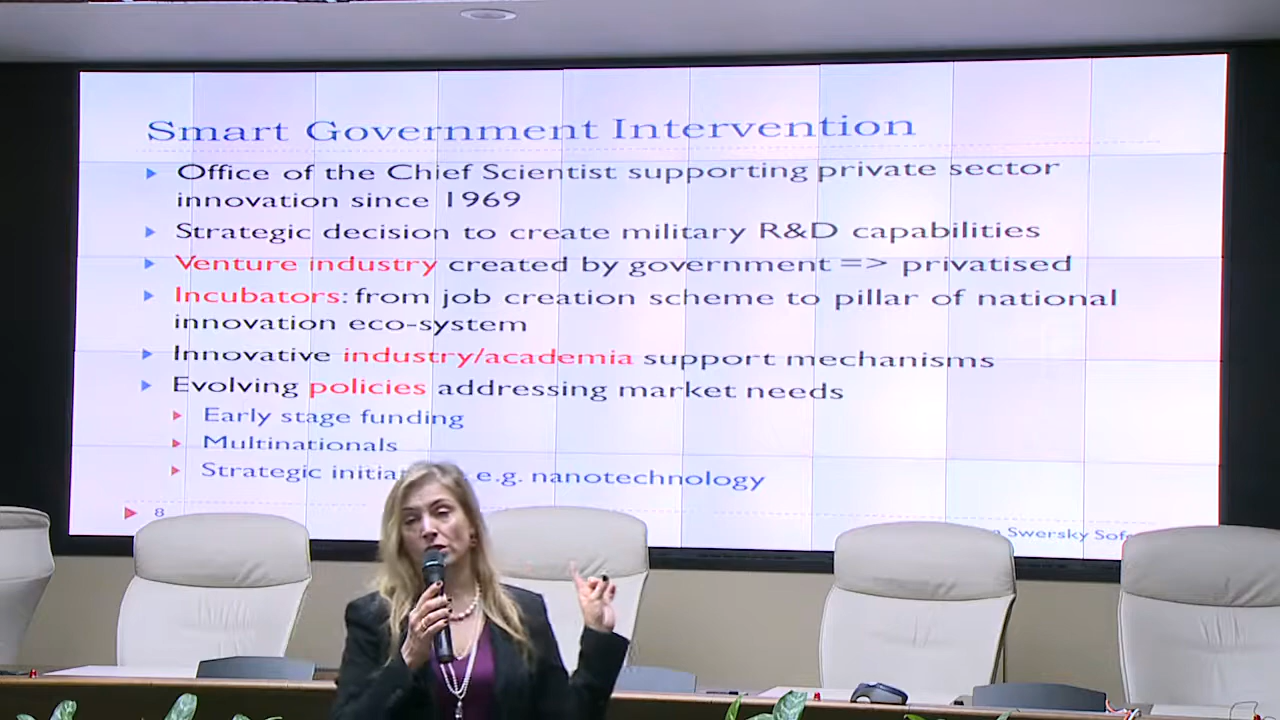 Smart Government Intervention
Office of the Chief Scientist supporting private sector
innovation since 1969
Strategic decision to create military R&D capabilities
Venture industry created by government => privatised
Incubators: from job creation scheme to pillar of national
innovation eco-system
Innovative industry/academia support mechanisms
Evolving policies addressing market needs
Early stage funding
Multinationals
Strategic e.g. nanotechnology
8
Swersky